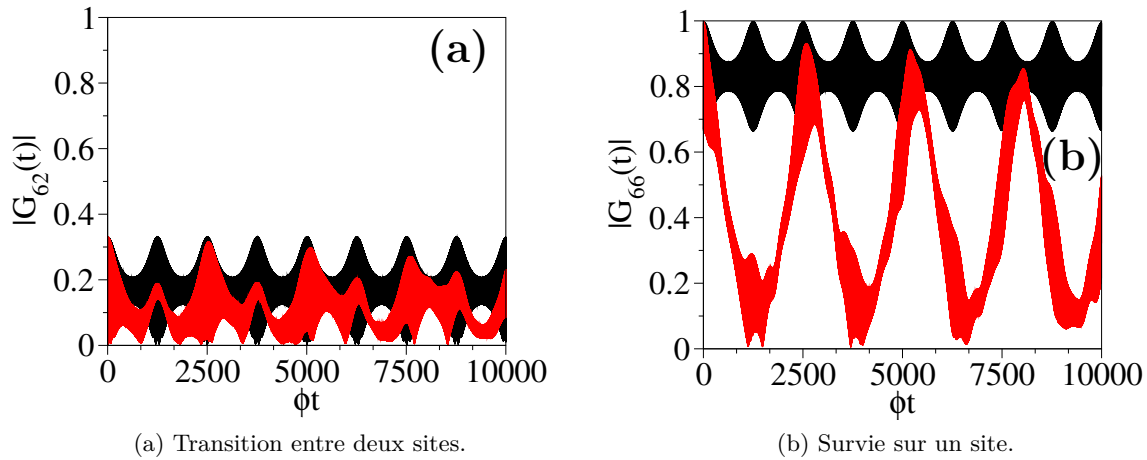 (a)
|G62(t)|
1
0.8
0.6
0.4
0.2
0
0 2500 5000 7500 10000
ϕt
(a) Transition entre deux sites.
(b)
|G66(t)|
1
0.8
0.6
0.4
0.2
0
0 2500 5000 7500 10000
ϕt
(b) Survie sur un site.